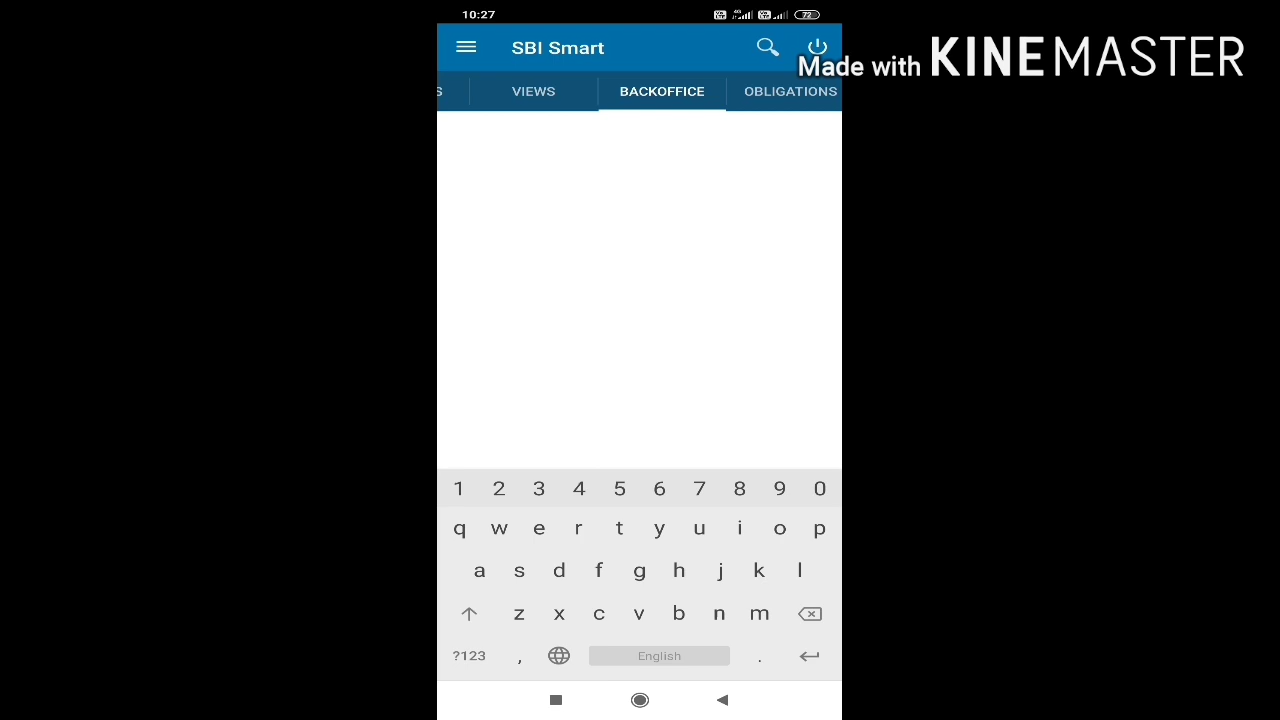 10:27
72
SBI Smart
Made with KINEMASTER
S VIEWS BACKOFFICE OBLIGATIONS
1 2 3 4 5 6 7 8 9 0
q w e r t y u i o p
a s d f g h j k l
z x c v b n m
?123 , English .